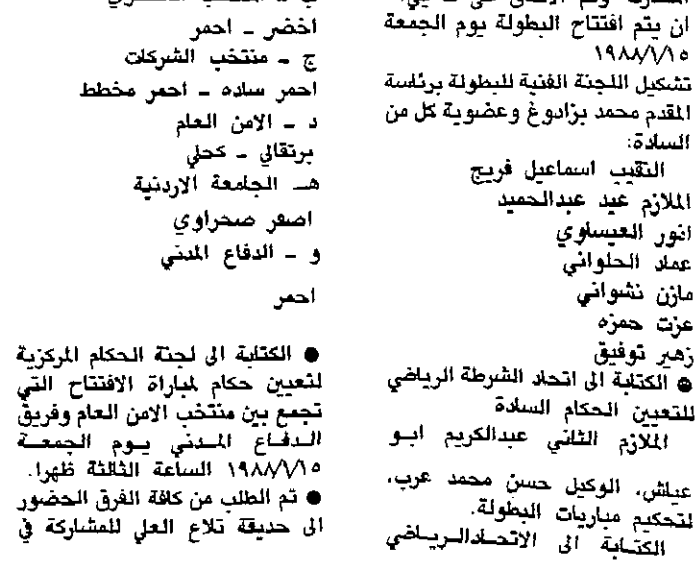 ان يتم افتتاح البطولة يوم الجمعة
١٩٨٨/١/١٥
تشكيل اللجنة الفنية للبطولة برئاسة
المقدم محمد بزادوغ وعضوية كل من
السادة:
النقيب اسماعيل فريج
الملازم عيد عبدالحميد
انور العيساوي
عماد الحلواني
مازن نشواني
عزت حمزه
زهير توفيق
● الكتابة الى اتحاد الشرطة الرياضي
للتعيين الحكام السادة
الملازم الثاني عبدالكريم ابو
عياش، الوكيل حسن محمد عرب،
لتحكيم مباريات البطولة.
الكتابة الى الاتحاد الرياضي
اخضر - احمر
ج - منتخب الشركات
احمر ساده - احمر مخطط
د - الامن العام
برتقالي - كحلي
هـ الجامعة الاردنية
اصفر صحراوي
و - الدفاع المدني
احمر
● الكتابة الى لجنة الحكام المركزية
لتعيين حكام لمباراة الافتتاح التي
تجمع بين منتخب الامن العام وفريق
الدفاع المدني يوم الجمعة
١٩٨٨/١/١٥ الساعة الثالثة ظهرا.
● تم الطلب من كافة الفرق الحضور
الى حديقة تلاع العلي للمشاركة في